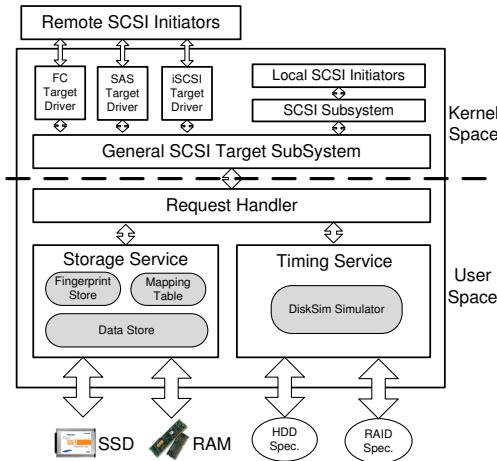 Remote SCSI Initiators
FC
Target
Driver
SAS
Target
Driver
iSCSI
Target
Driver
Local SCSI Initiators
SCSI Subsystem
Kernel
Space
General SCSI Target SubSystem
Request Handler
Storage Service
Fingerprint
Store
Mapping
Table
Data Store
Timing Service
DiskSim Simulator
User
Space
SSD
RAM
HDD
Spec.
RAID
Spec.